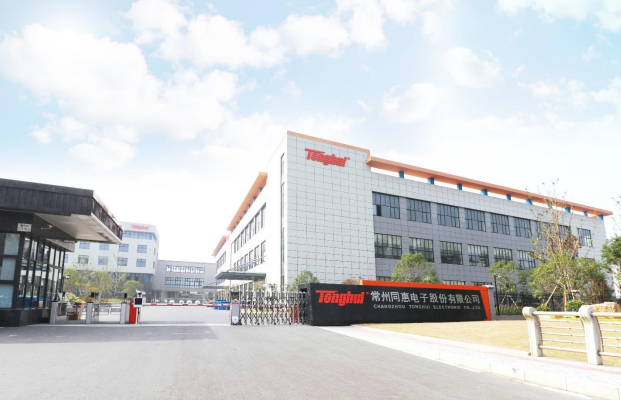 Tonghui
Tonghui
Tonghui 常州同惠电子股份有限公司
CHANGZHOU TONGHUI ELECTRONIC CO.,LTD